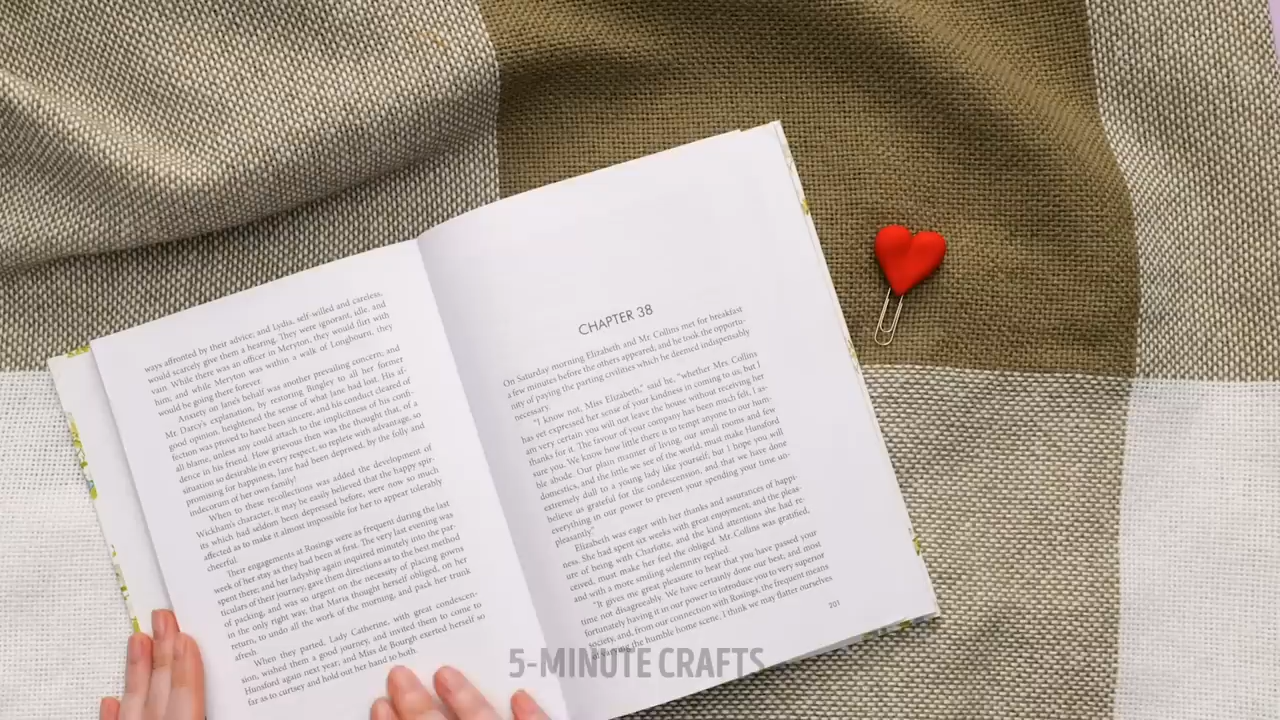 ways affronted by their advice; and Lydia, self-willed and careless,
would scarcely give them a hearing. They were ignorant, idle, and
vain. While there was an officer in Meryton, they would flirt with
him; and while Meryton was within a walk of Longbourn, they
would be going there forever.
Anxiety on Jane's behalf was another prevailing concern; and
Mr. Darcy's explanation, by restoring Bingley to all her former
good opinion, heightened the sense of what Jane had lost. His af-
fection was proved to have been sincere, and his conduct cleared of
all blame, unless any could attach to the implicitness of his confi-
dence in his friend. How grievous then was the thought that, of a
situation so desirable in every respect, so replete with advantage, so
promising for happiness, Jane had been deprived, by the folly and
indecorum of her own family!
When to these recollections was added the development of
Wickham's character, it may be easily believed that the happy spir-
its which had seldom been depressed before, were now so much
affected as to make it almost impossible for her to appear tolerably
cheerful.
Their engagements at Rosings were as frequent during the last
week of her stay as they had been at first. The very last evening was
spent there; and her ladyship again inquired minutely into the par-
ticulars of their journey, gave them directions as to the best method
of packing, and was so urgent on the necessity of placing gowns
in the only right way, that Maria thought herself obliged, on her
return, to undo all the work of the morning, and pack her trunk
afresh.
When they parted, Lady Catherine, with great condescen-
sion, wished them a good journey, and invited them to come to
Hunsford again next year; and Miss de Bourgh exerted herself so
far as to curtsey and hold out her hand to both.
CHAPTER 38
On Saturday morning Elizabeth and Mr. Collins met for breakfast
a few minutes before the others appeared; and he took the opportu-
nity of paying the parting civilities which he deemed indispensably
necessary.
"I know not, Miss Elizabeth," said he, "whether Mrs. Collins
has yet expressed her sense of your kindness in coming to us; but I
am very certain you will not leave the house without receiving her
thanks for it. The favour of your company has been much felt, I as-
sure you. We know how little there is to tempt anyone to our hum-
ble abode. Our plain manner of living, our small rooms and few
domestics, and the little we see of the world, must make Hunsford
extremely dull to a young lady like yourself; but I hope you will
believe us grateful for the condescension, and that we have done
everything in our power to prevent your spending your time un-
pleasantly."
Elizabeth was eager with her thanks and assurances of happi-
ness. She had spent six weeks with great enjoyment; and the pleas-
ure of being with Charlotte, and the kind attentions she had re-
ceived, must make her feel the obliged. Mr. Collins was gratified,
and with a more smiling solemnity replied:
"It gives me great pleasure to hear that you have passed your
time not disagreeably. We have certainly done our best; and most
fortunately having it in our power to introduce you to very superior
society, and, from our connection with Rosings, the frequent means
of varying the humble home scene, I think we may flatter ourselves
201
5-MINUTE CRAFTS